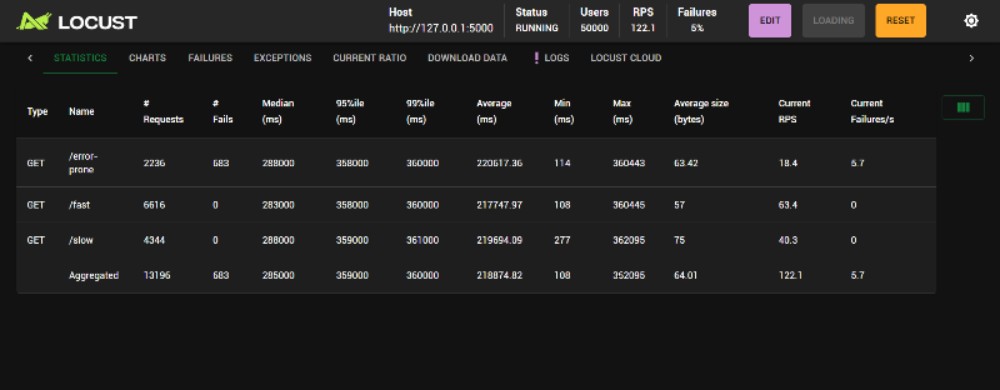 LOCUST
Host
http://127.0.0.1:5000
Status
RUNNING
Users
50000
RPS
122.1
Failures
5%
EDIT
LOADING
RESET
STATISTICS CHARTS FAILURES EXCEPTIONS CURRENT RATIO DOWNLOAD DATA ! LOGS LOCUST CLOUD
Type Name # Requests # Fails Median (ms) 95%ile (ms) 99%ile (ms) Average (ms) Min (ms) Max (ms) Average size (bytes) Current RPS Current Failures/s
GET /error-prone 2236 683 288000 358000 360000 220617.36 114 360443 63.42 18.4 5.7
GET /fast 6616 0 283000 358000 360000 217747.97 108 360445 57 63.4 0
GET /slow 4344 0 288000 359000 361000 219694.09 277 362095 75 40.3 0
Aggregated 13196 683 285000 359000 360000 218874.82 108 352095 64.01 122.1 5.7